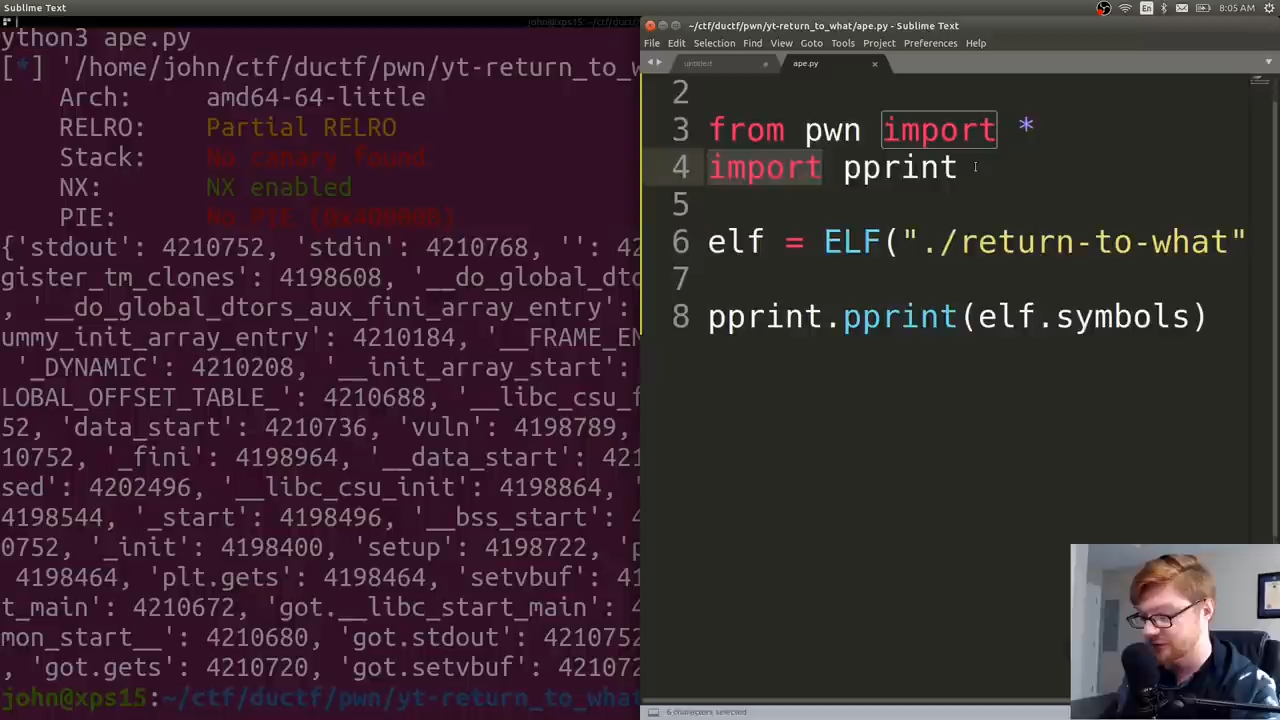 Sublime Text
En
8:05 AM
ython3 ape.py
[*] '/home/john/ctf/ductf/pwn/yt-return_to_w
Arch: amd64-64-little
RELRO: Partial RELRO
Stack: No canary found
NX: NX enabled
PIE: No PIE (0x400000)
{'stdout': 4210752, 'stdin': 4210768, '': 42
gister_tm_clones': 4198608, '__do_global_dt
, '__do_global_dtors_aux_fini_array_entry':
ummy_init_array_entry': 4210184, '__FRAME_EN
'_DYNAMIC': 4210208, '__init_array_start':
LOBAL_OFFSET_TABLE_': 4210688, '__libc_csu_f
52, 'data_start': 4210736, 'vuln': 4198789,
10752, '_fini': 4198964, '__data_start': 421
sed': 4202496, '__libc_csu_init': 4198864, '
4198544, '_start': 4198496, '__bss_start':
0752, '_init': 4198400, 'setup': 4198722, 'p
4198464, 'plt.gets': 4198464, 'setvbuf': 4
t_main': 4210672, 'got.__libc_start_main':
mon_start__': 4210680, 'got.stdout': 4210752
, 'got.gets': 4210720, 'got.setvbuf': 42107
john@xps15:~/ctf/ductf/pwn/yt-return_to_what
~/ctf/ductf/pwn/yt-return_to_what/ape.py - Sublime Text
File Edit Selection Find View Goto Tools Project Preferences Help
untitled
ape.py
2
3 from pwn import *
4 import pprint
5
6 elf = ELF("./return-to-what"
7
8 pprint.pprint(elf.symbols)
6 characters selected